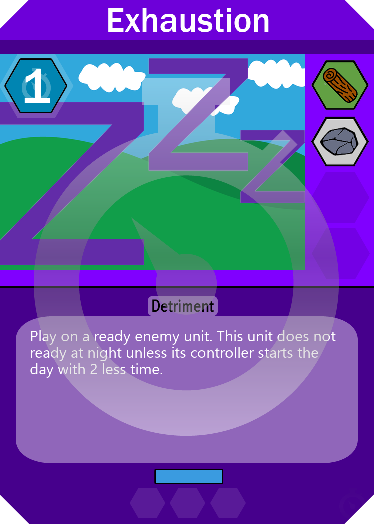 Exhaustion
1
Z
Z
Z
Detriment
Play on a ready enemy unit. This unit does not
ready at night unless its controller starts the
day with 2 less time.